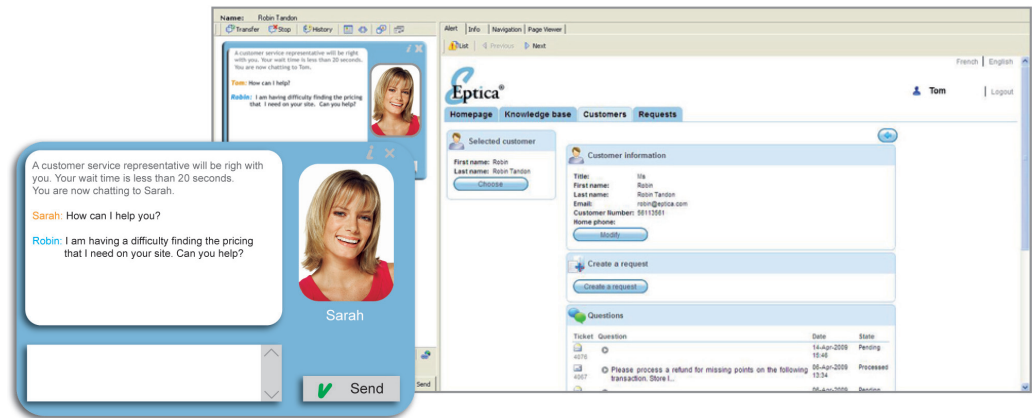 Name: Robin Tandon
Transfer Stop History
A customer service representative will be right
with you. Your wait time is less than 20 seconds.
You are now chatting to Tom.
Tom: How can I help?
Robin: I am having difficulty finding the pricing
that I need on your site. Can you help?
Send
A customer service representative will be righ with
you. Your wait time is less than 20 seconds.
You are now chatting to Sarah.
Sarah: How can I help you?
Robin: I am having a difficulty finding the pricing
that I need on your site. Can you help?
Sarah
Send
Alert Info Navigation Page Viewer
List Previous Next
French English
Eptica®
Tom Logout
Homepage Knowledge base Customers Requests
Selected customer
First name: Robin
Last name: Robin Tandon
Choose
Customer information
Title: Ms
First name: Robin
Last name: Robin Tandon
Email: robin@eptica.com
Customer Number: 58113561
Home phone:
Modify
Create a request
Create a request
Questions
Ticket Question Date State
4078 14-Apr-2009 15:46 Pending
4067 Please process a refund for missing points on the following transaction. Store I... 06-Apr-2009 13:34 Processed
06-Apr-2009 Pending